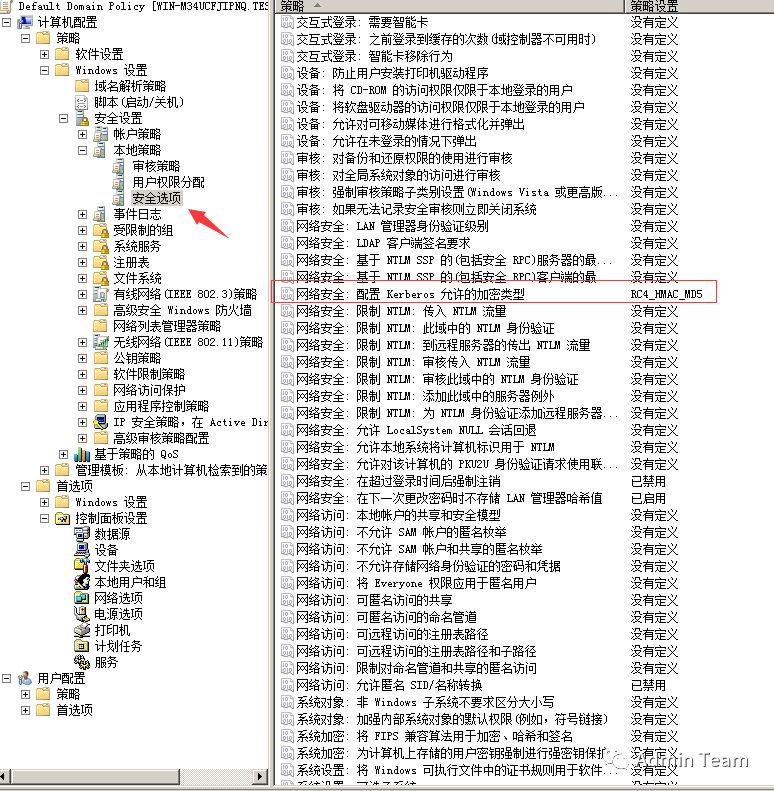 Default Domain Policy [WIN-M34UCFJIPNQ.TES
计算机配置
策略
软件设置
Windows 设置
域名解析策略
脚本(启动/关机)
安全设置
帐户策略
本地策略
审核策略
用户权限分配
安全选项
事件日志
受限制的组
系统服务
注册表
文件系统
有线网络(IEEE 802.3)策略
高级安全 Windows 防火墙
网络列表管理器策略
无线网络(IEEE 802.11)策略
公钥策略
软件限制策略
网络访问保护
应用程序控制策略
IP 安全策略，在 Active Dir
高级审核策略配置
基于策略的 QoS
管理模板: 从本地计算机检索到的策
首选项
Windows 设置
控制面板设置
数据源
设备
文件夹选项
本地用户和组
网络选项
电源选项
打印机
计划任务
服务
用户配置
策略
首选项
策略 策略设置
交互式登录: 需要智能卡 没有定义
交互式登录: 之前登录到缓存的次数(域控制器不可用时) 没有定义
交互式登录: 智能卡移除行为 没有定义
设备: 防止用户安装打印机驱动程序 没有定义
设备: 将 CD-ROM 的访问权限仅限于本地登录的用户 没有定义
设备: 将软盘驱动器的访问权限仅限于本地登录的用户 没有定义
设备: 允许对可移动媒体进行格式化并弹出 没有定义
设备: 允许在未登录的情况下弹出 没有定义
审核: 对备份和还原权限的使用进行审核 没有定义
审核: 对全局系统对象的访问进行审核 没有定义
审核: 强制审核策略子类别设置(Windows Vista 或更高版... 没有定义
审核: 如果无法记录安全审核则立即关闭系统 没有定义
网络安全: LAN 管理器身份验证级别 没有定义
网络安全: LDAP 客户端签名要求 没有定义
网络安全: 基于 NTLM SSP 的(包括安全 RPC)服务器的最... 没有定义
网络安全: 基于 NTLM SSP 的(包括安全 RPC)客户端的最 没有定义
网络安全: 配置 Kerberos 允许的加密类型 RC4_HMAC_MD5
网络安全: 限制 NTLM: 传入 NTLM 流量 没有定义
网络安全: 限制 NTLM: 此域中的 NTLM 身份验证 没有定义
网络安全: 限制 NTLM: 到远程服务器的传出 NTLM 流量 没有定义
网络安全: 限制 NTLM: 审核传入 NTLM 流量 没有定义
网络安全: 限制 NTLM: 审核此域中的 NTLM 身份验证 没有定义
网络安全: 限制 NTLM: 添加此域中的服务器例外 没有定义
网络安全: 限制 NTLM: 为 NTLM 身份验证添加远程服务器... 没有定义
网络安全: 允许 LocalSystem NULL 会话回退 没有定义
网络安全: 允许本地系统将计算机标识用于 NTLM 没有定义
网络安全: 允许对该计算机的 PKU2U 身份验证请求使用联... 没有定义
网络安全: 在超过登录时间后强制注销 已禁用
网络安全: 在下一次更改密码时不存储 LAN 管理器哈希值 已启用
网络访问: 本地帐户的共享和安全模型 没有定义
网络访问: 不允许 SAM 帐户的匿名枚举 没有定义
网络访问: 不允许 SAM 帐户和共享的匿名枚举 没有定义
网络访问: 不允许存储网络身份验证的密码和凭据 没有定义
网络访问: 将 Everyone 权限应用于匿名用户 没有定义
网络访问: 可匿名访问的共享 没有定义
网络访问: 可匿名访问的命名管道 没有定义
网络访问: 可远程访问的注册表路径 没有定义
网络访问: 可远程访问的注册表路径和子路径 没有定义
网络访问: 限制对命名管道和共享的匿名访问 没有定义
网络访问: 允许匿名 SID/名称转换 已禁用
系统对象: 非 Windows 子系统不要求区分大小写 没有定义
系统对象: 加强内部系统对象的默认权限(例如，符号链接) 没有定义
系统加密: 将 FIPS 兼容算法用于加密、哈希和签名 没有定义
系统加密: 为计算机上存储的用户密钥强制进行强密钥保护
系统设置: 将 Windows 可执行文件中的证书规则用于软件... 没有定义
Admin Team